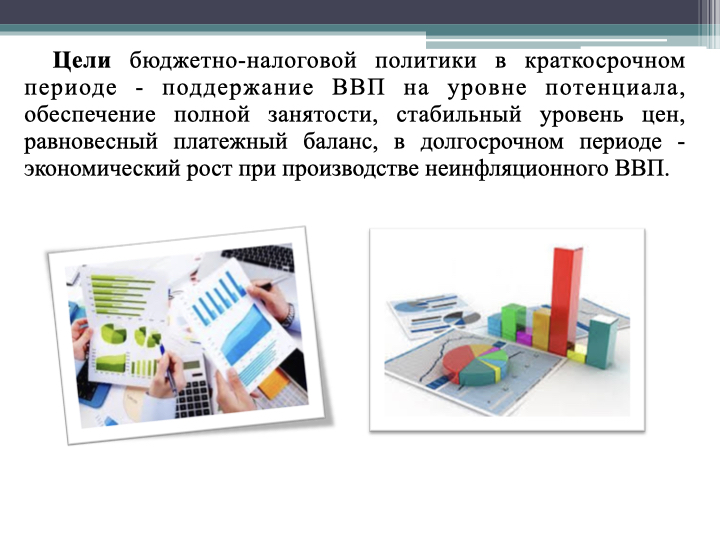 Цели бюджетно-налоговой политики в краткосрочном
периоде - поддержание ВВП на уровне потенциала,
обеспечение полной занятости, стабильный уровень цен,
равновесный платежный баланс, в долгосрочном периоде -
экономический рост при производстве неинфляционного ВВП.